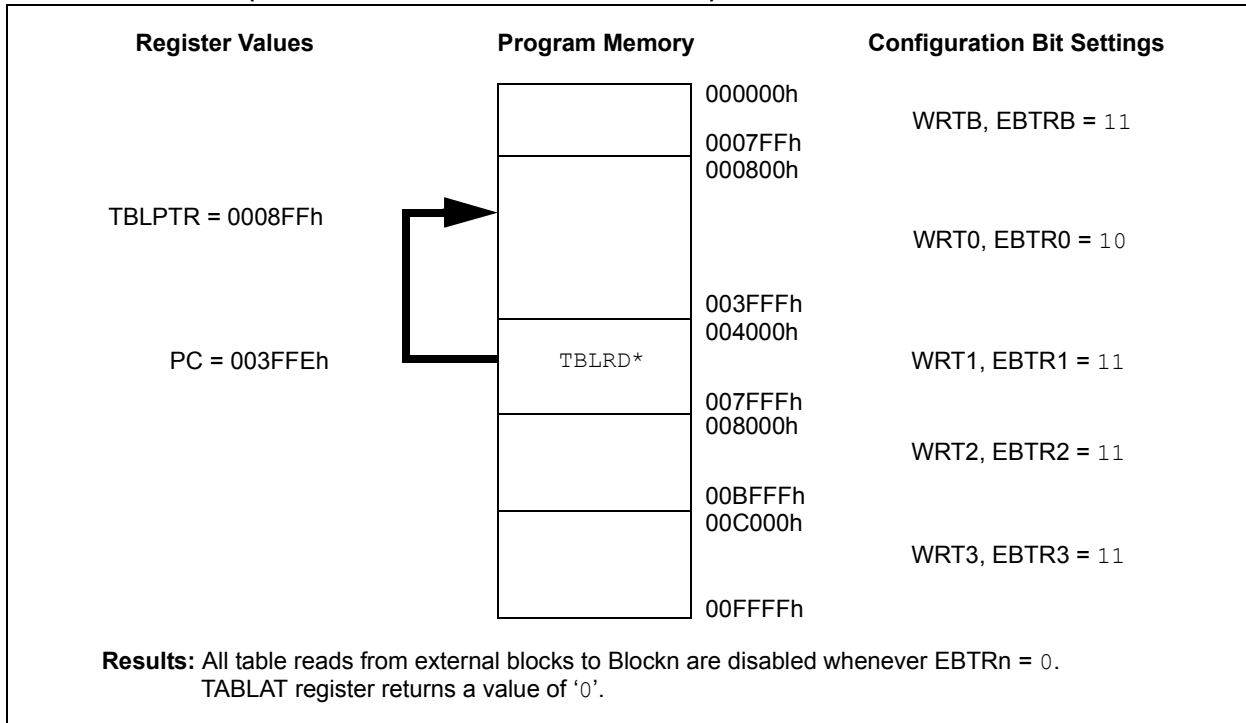 Register Values Program Memory Configuration Bit Settings
000000h
WRTB, EBTRB = 11
0007FFh
000800h
TBLPTR = 0008FFh
WRT0, EBTR0 = 10
003FFFh
004000h
PC = 003FFEh TBLRD* WRT1, EBTR1 = 11
007FFFh
008000h
WRT2, EBTR2 = 11
00BFFFh
00C000h
WRT3, EBTR3 = 11
00FFFFh
Results: All table reads from external blocks to Blockn are disabled whenever EBTRn = 0.
TABLAT register returns a value of ‘0’.